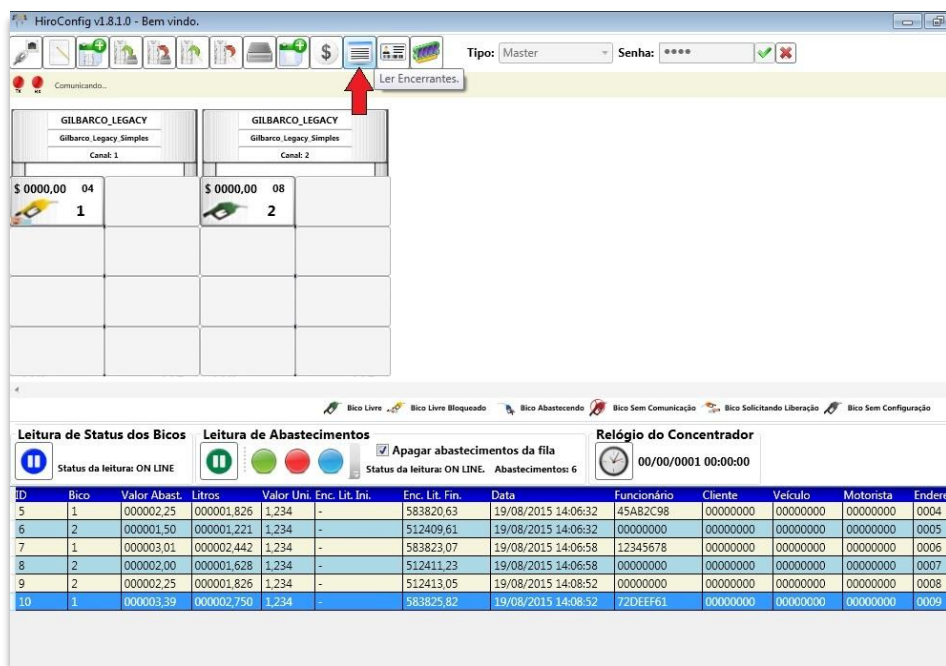 HiroConfig v1.8.1.0 - Bem vindo.
Tipo: Master Senha: ****
Ler Encerrantes.
Comunicando...
GILBARCO_LEGACY GILBARCO_LEGACY
Gilbarco_Legacy_Simples Gilbarco_Legacy_Simples
Canal: 1 Canal: 2
$ 0000,00 04 $ 0000,00 08
1 2
Bico Livre Bico Livre Bloqueado Bico Abastecendo Bico Sem Comunicação Bico Solicitando Liberação Bico Sem Configuração
Leitura de Status dos Bicos Leitura de Abastecimentos Relógio do Concentrador
Apagar abastecimentos da fila
Status da leitura: ON LINE Status da leitura: ON LINE. Abastecimentos: 6 00/00/0001 00:00:00
ID Bico Valor Abast. Litros Valor Uni. Enc. Lit. Ini. Enc. Lit. Fin. Data Funcionário Cliente Veículo Motorista Endere
5 1 000002,25 000001,826 1,234 - 583820,63 19/08/2015 14:06:32 45AB2C98 00000000 00000000 00000000 0004
6 2 000001,50 000001,221 1,234 - 512409,61 19/08/2015 14:06:32 00000000 00000000 00000000 00000000 0005
7 1 000003,01 000002,442 1,234 - 583823,07 19/08/2015 14:06:58 12345678 00000000 00000000 00000000 0006
8 2 000002,00 000001,628 1,234 - 512411,23 19/08/2015 14:06:58 00000000 00000000 00000000 00000000 0007
9 2 000002,25 000001,826 1,234 - 512413,05 19/08/2015 14:08:52 00000000 00000000 00000000 00000000 0008
10 1 000003,39 000002,750 1,234 - 583825,82 19/08/2015 14:08:52 72DEEF61 00000000 00000000 00000000 0009